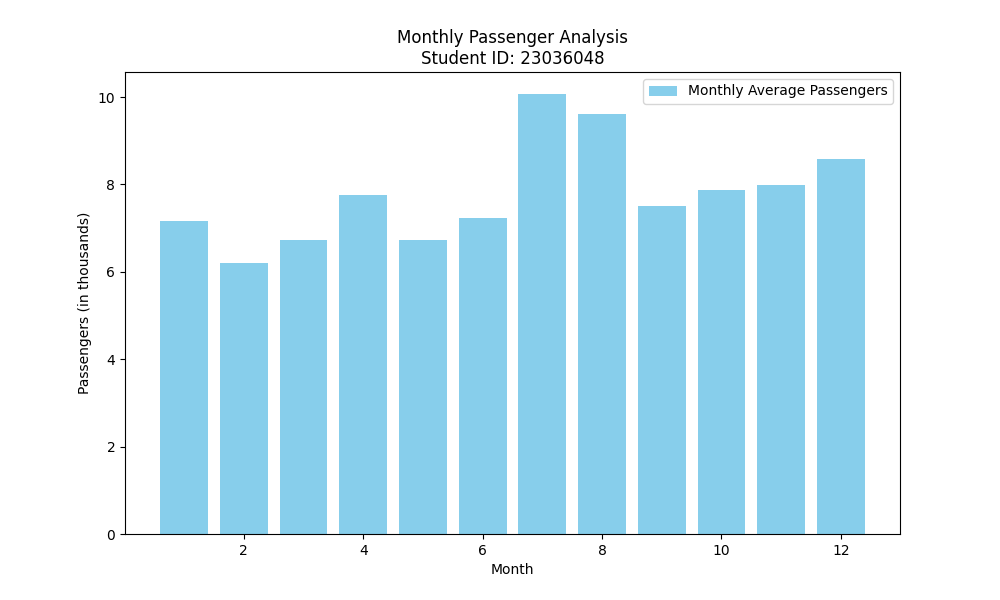 Monthly Passenger Analysis
Student ID: 23036048
Monthly Average Passengers
10
8
6
4
2
0
Passengers (in thousands)
2 4 6 8 10 12
Month